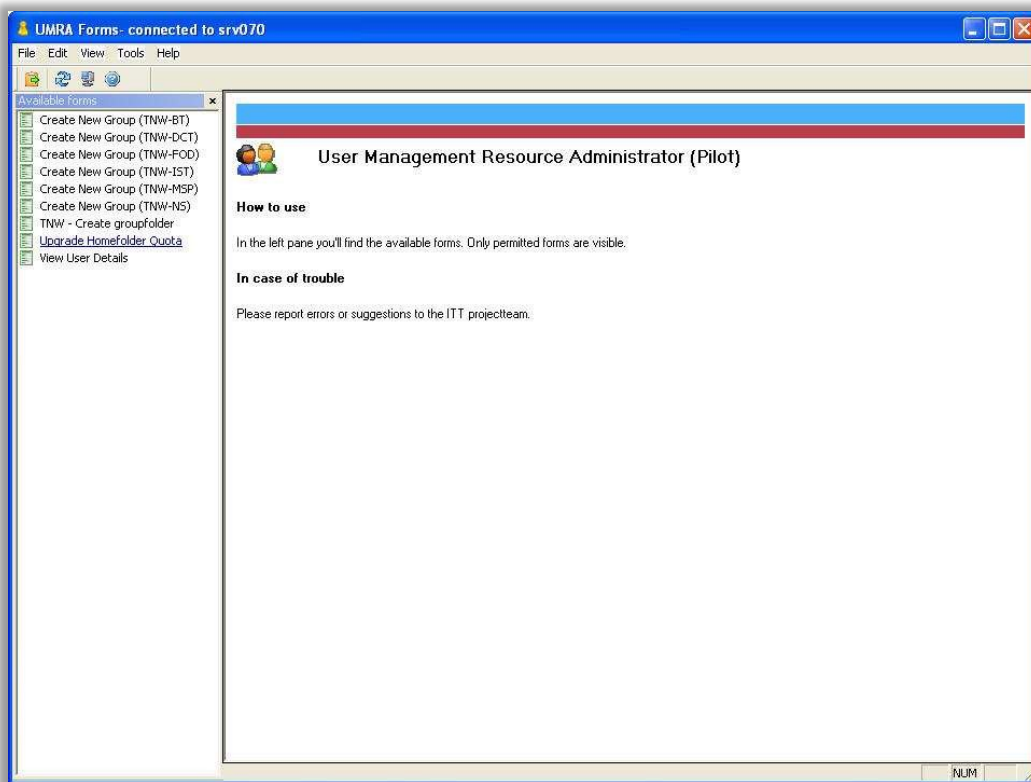 UMRA Forms- connected to srv070
File Edit View Tools Help
Available forms
Create New Group (TNW-BT)
Create New Group (TNW-DCT)
Create New Group (TNW-FOD)
Create New Group (TNW-IST)
Create New Group (TNW-MSP)
Create New Group (TNW-NS)
TNW - Create groupfolder
Upgrade Homefolder Quota
View User Details
User Management Resource Administrator (Pilot)
How to use
In the left pane you'll find the available forms. Only permitted forms are visible.
In case of trouble
Please report errors or suggestions to the ITT projectteam.
NUM